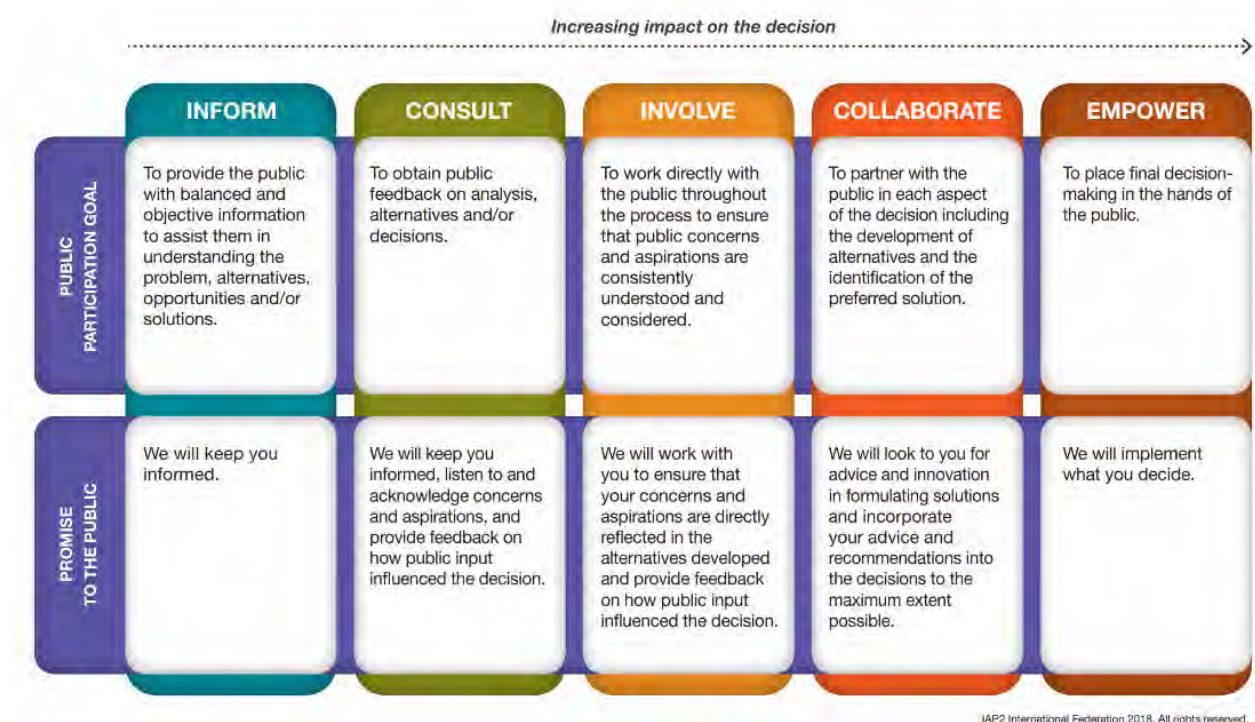 Increasing impact on the decision
INFORM
CONSULT
INVOLVE
COLLABORATE
EMPOWER
PUBLIC
PARTICIPATION GOAL
To provide the public
with balanced and
objective information
to assist them in
understanding the
problem, alternatives,
opportunities and/or
solutions.
To obtain public
feedback on analysis,
alternatives and/or
decisions.
To work directly with
the public throughout
the process to ensure
that public concerns
and aspirations are
consistently
understood and
considered.
To partner with the
public in each aspect
of the decision including
the development of
alternatives and the
identification of the
preferred solution.
To place final decision-
making in the hands of
the public.
PROMISE
TO THE PUBLIC
We will keep you
informed.
We will keep you
informed, listen to and
acknowledge concerns
and aspirations, and
provide feedback on
how public input
influenced the decision.
We will work with
you to ensure that
your concerns and
aspirations are directly
reflected in the
alternatives developed
and provide feedback
on how public input
influenced the decision.
We will look to you for
advice and innovation
in formulating solutions
and incorporate
your advice and
recommendations into
the decisions to the
maximum extent
possible.
We will implement
what you decide.
IAP2 International Federation 2018. All rights reserved.